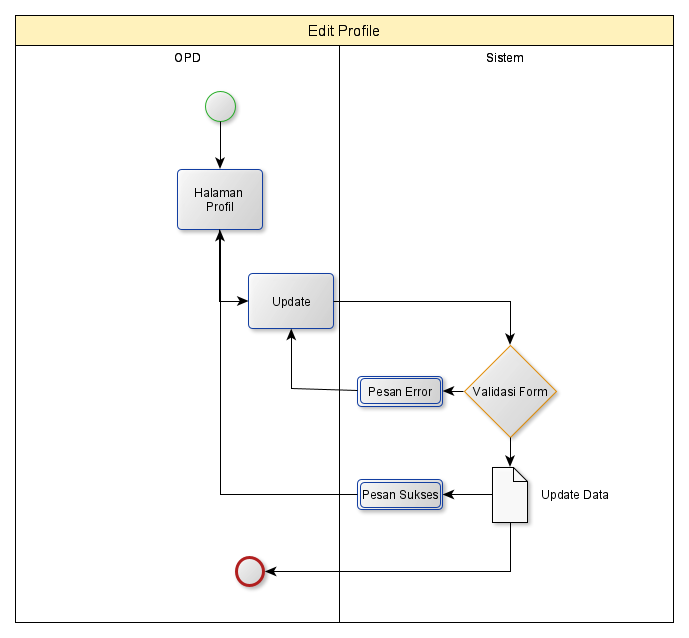 Edit Profile
OPD
Sistem
Halaman
Profil
Update
Pesan Error
Validasi Form
Pesan Sukses
Update Data